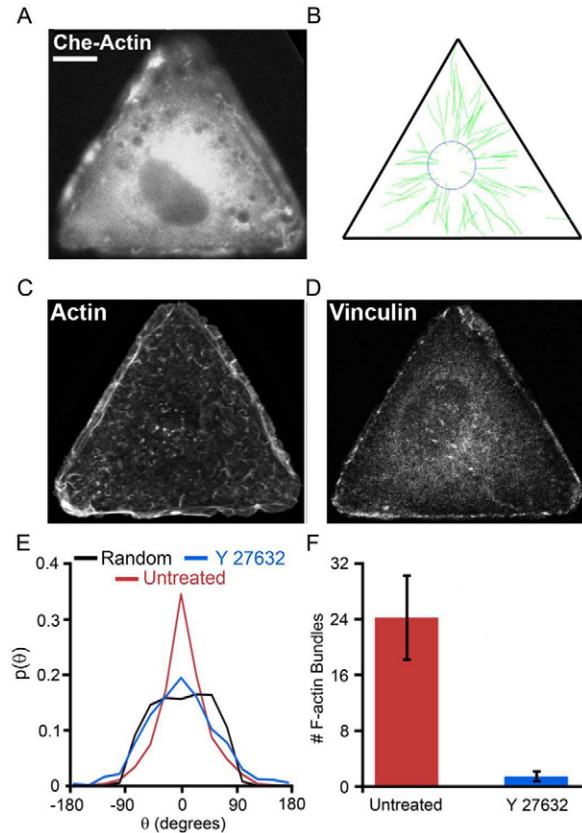 A
B
Che-Actin
C
D
Actin
Vinculin
E
F
Random
Y 27632
Untreated
0.4
0.3
0.2
0.1
0
p(θ)
-180
-90
0
90
180
θ (degrees)
32
24
16
8
0
# F-actin Bundles
Untreated
Y 27632